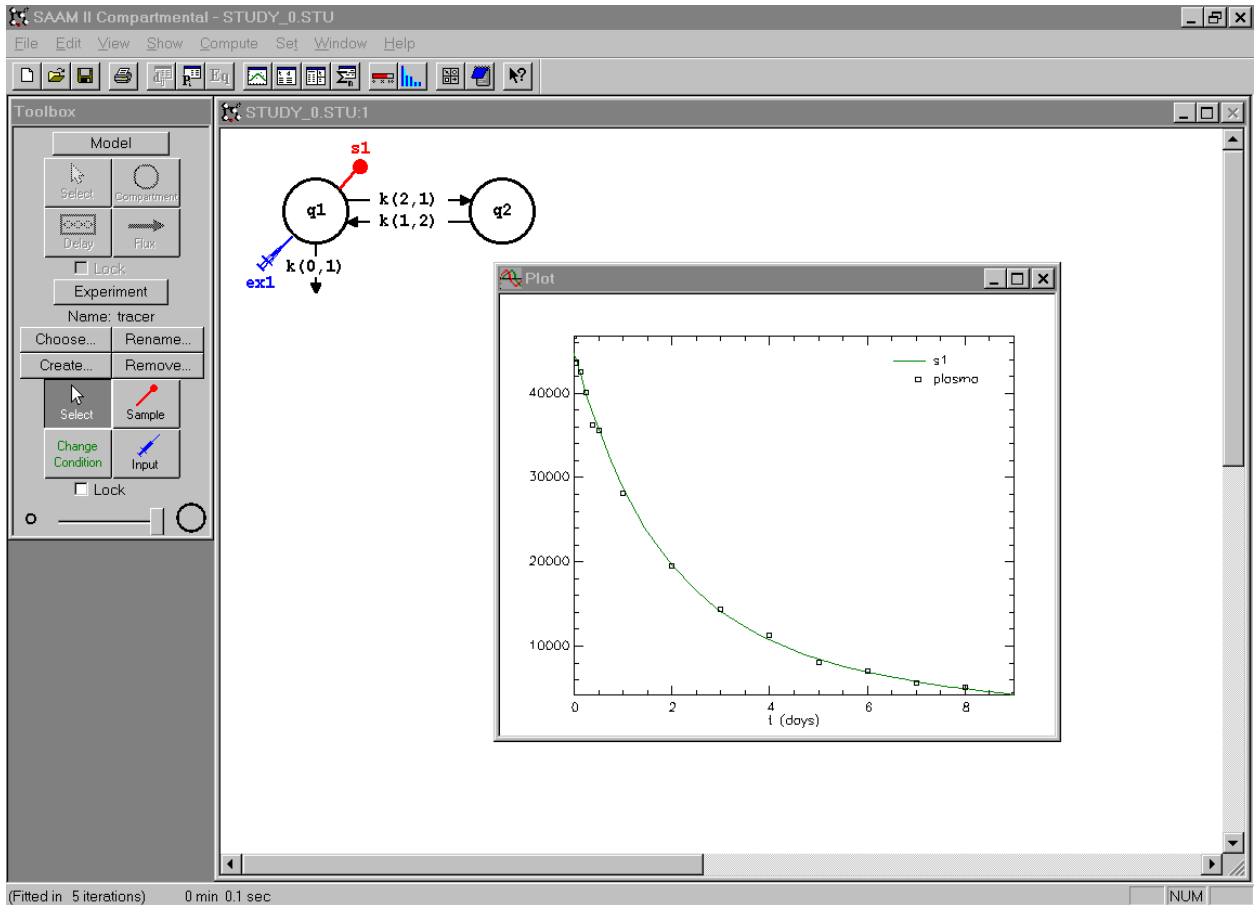 SAAM II Compartmental - STUDY_0.STU
File Edit View Show Compute Set Window Help
Eq
Toolbox
Model
Select Compartment
Delay Flux
Lock
Experiment
Name: tracer
Choose... Rename...
Create... Remove...
Select Sample
Change Condition Input
Lock
STUDY_0.STU:1
s1
q1 k(2,1) q2
k(1,2)
k(0,1)
ex1
Plot
s1
plasma
40000
30000
20000
10000
0 2 4 6 8
t (days)
(Fitted in 5 iterations) 0 min 0.1 sec NUM